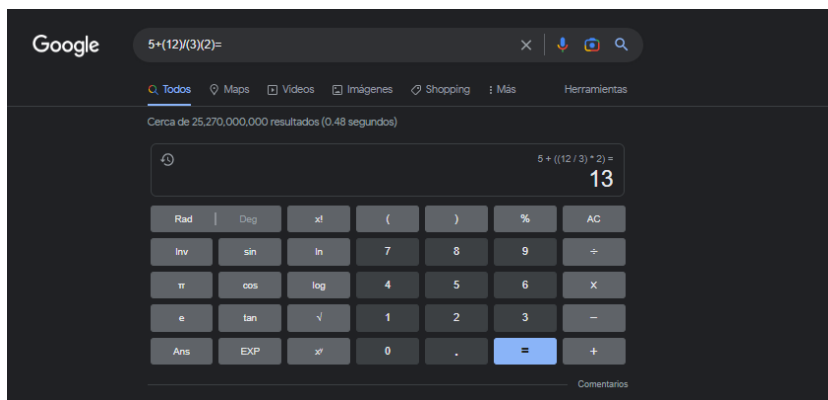 Google 5+(12)/(3)(2)=
Todos Maps Videos Imágenes Shopping Más Herramientas
Cerca de 25,270,000,000 resultados (0.48 segundos)
5 + ((12 / 3) * 2) =
13
Rad Deg x! ( ) % AC
Inv sin ln 7 8 9 ÷
π cos log 4 5 6 X
e tan √ 1 2 3 −
Ans EXP xʸ 0 . = +
Comentarios